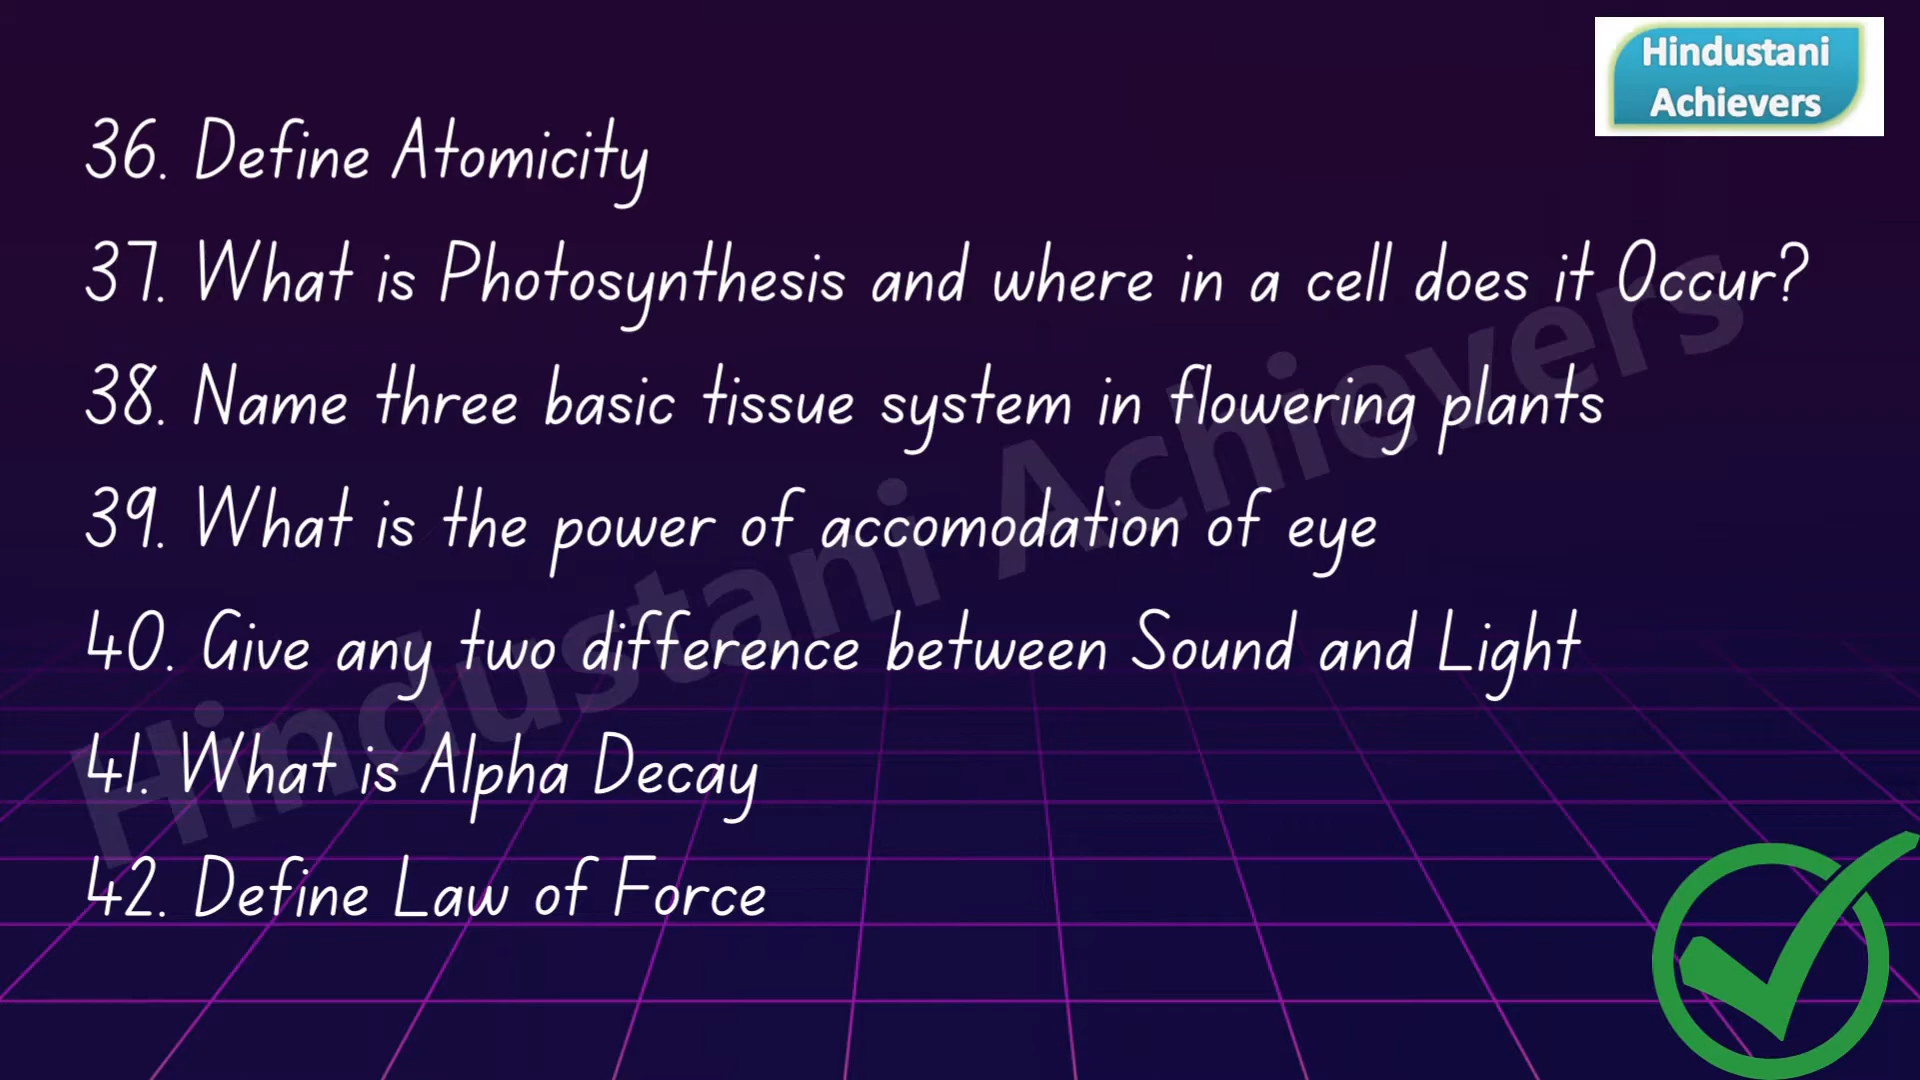 Hindustani
Achievers
36. Define Atomicity
37. What is Photosynthesis and where in a cell does it Occur?
38. Name three basic tissue system in flowering plants
39. What is the power of accomodation of eye
40. Give any two difference between Sound and Light
41. What is Alpha Decay
42. Define Law of Force
Hindustani Achievers